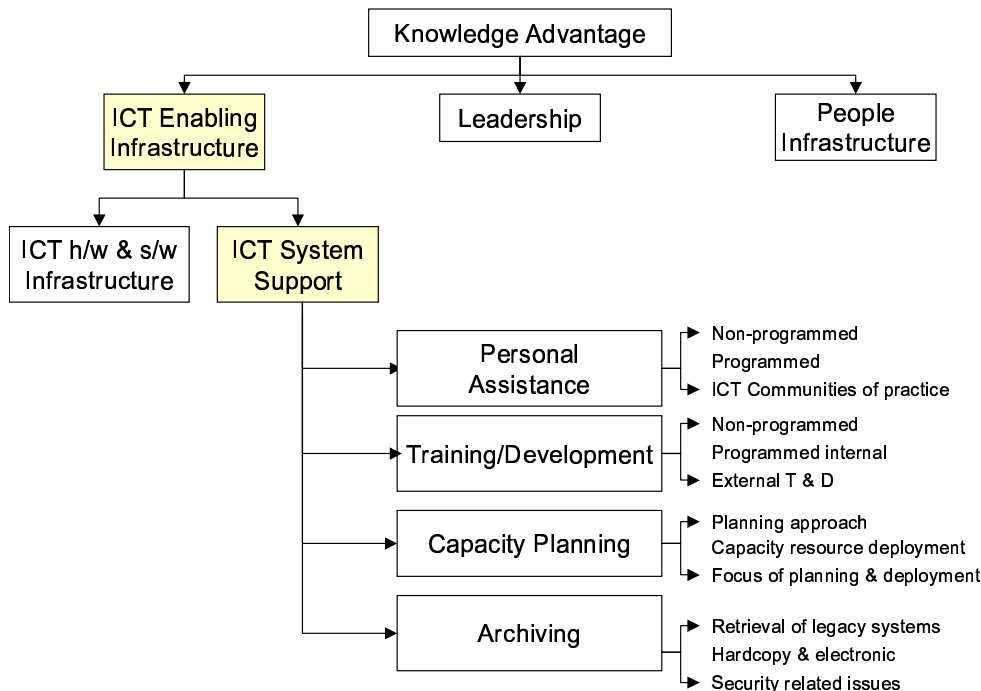 Knowledge Advantage
ICT Enabling
Infrastructure
Leadership
People
Infrastructure
ICT h/w & s/w
Infrastructure
ICT System
Support
Personal
Assistance
Non-programmed
Programmed
ICT Communities of practice
Training/Development
Non-programmed
Programmed internal
External T & D
Capacity Planning
Planning approach
Capacity resource deployment
Focus of planning & deployment
Archiving
Retrieval of legacy systems
Hardcopy & electronic
Security related issues